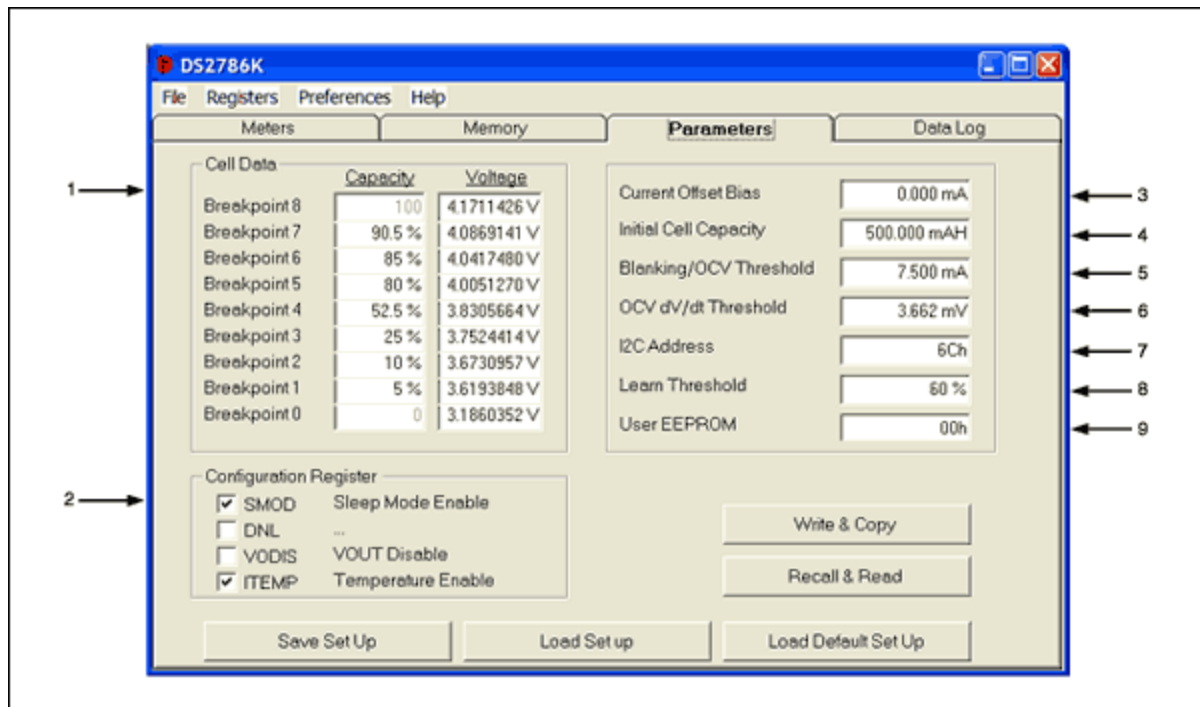 DS2786K
File Registers Preferences Help
Meters Memory Parameters Data Log
Cell Data
Capacity Voltage
1
Breakpoint 8 100 4.1711426 V
Breakpoint 7 90.5 % 4.0869141 V
Breakpoint 6 85 % 4.0417480 V
Breakpoint 5 80 % 4.0051270 V
Breakpoint 4 52.5 % 3.8305664 V
Breakpoint 3 25 % 3.7524414 V
Breakpoint 2 10 % 3.6730957 V
Breakpoint 1 5 % 3.6193848 V
Breakpoint 0 0 3.1860352 V
Current Offset Bias 0.000 mA 3
Initial Cell Capacity 500.000 mAH 4
Blanking/OCV Threshold 7.500 mA 5
OCV dV/dt Threshold 3.662 mV 6
I2C Address 6Ch 7
Learn Threshold 60 % 8
User EEPROM 00h 9
Configuration Register
2
SMOD Sleep Mode Enable
DNL ...
VODIS VOUT Disable
ITEMP Temperature Enable
Write & Copy
Recall & Read
Save Set Up Load Set up Load Default Set Up